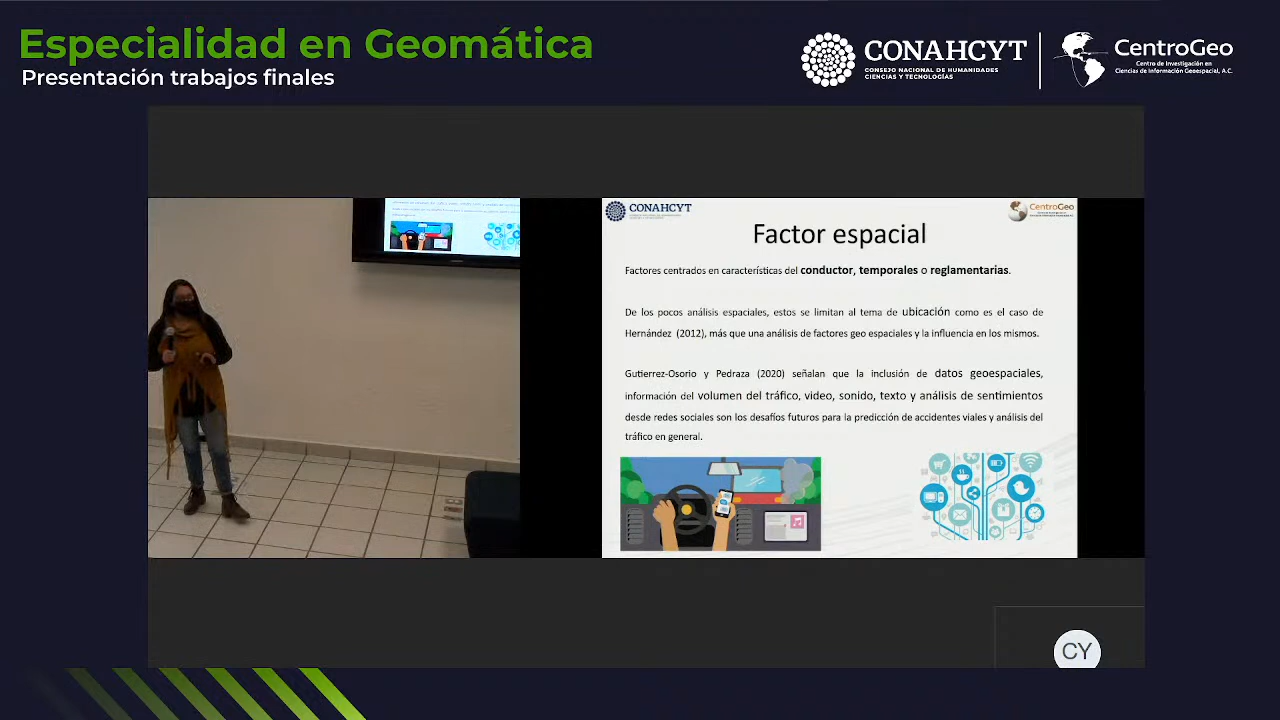 Especialidad en Geomática
Presentación trabajos finales
CONAHCYT
CONSEJO NACIONAL DE HUMANIDADES
CIENCIAS Y TECNOLOGÍAS
CentroGeo
Centro de Investigación en
Ciencias de Información Geoespacial, A.C.
CONAHCYT
CentroGeo
Factor espacial
Factores centrados en características del conductor, temporales o reglamentarias.
De los pocos análisis espaciales, estos se limitan al tema de ubicación como es el caso de
Hernández (2012), más que una análisis de factores geo espaciales y la influencia en los mismos.
Gutierrez-Osorio y Pedraza (2020) señalan que la inclusión de datos geoespaciales,
información del volumen del tráfico, video, sonido, texto y análisis de sentimientos
desde redes sociales son los desafíos futuros para la predicción de accidentes viales y análisis del
tráfico en general.
CY